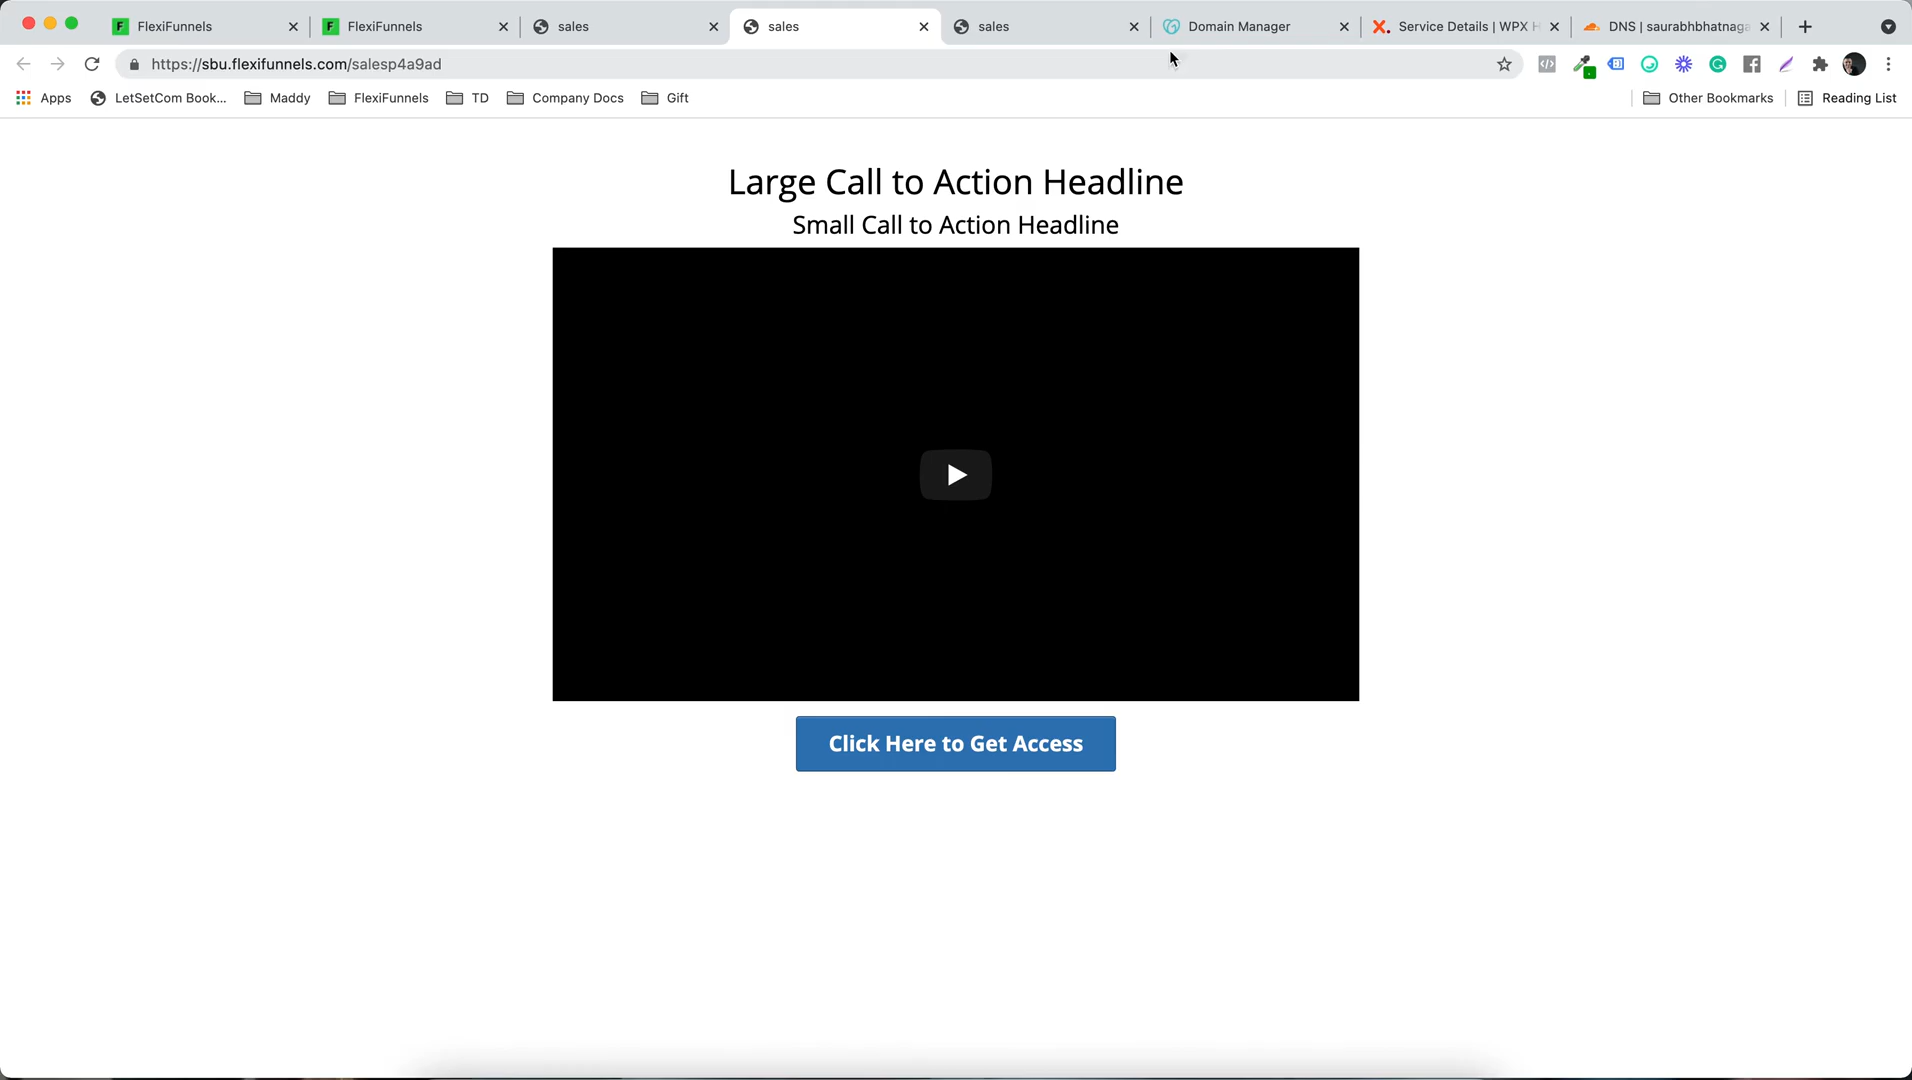 FlexiFunnels FlexiFunnels sales sales sales Domain Manager Service Details | WPX H DNS | saurabhbhatnaga
https://sbu.flexifunnels.com/salesp4a9ad
Apps LetSetCom Book... Maddy FlexiFunnels TD Company Docs Gift Other Bookmarks Reading List
Large Call to Action Headline
Small Call to Action Headline
Click Here to Get Access